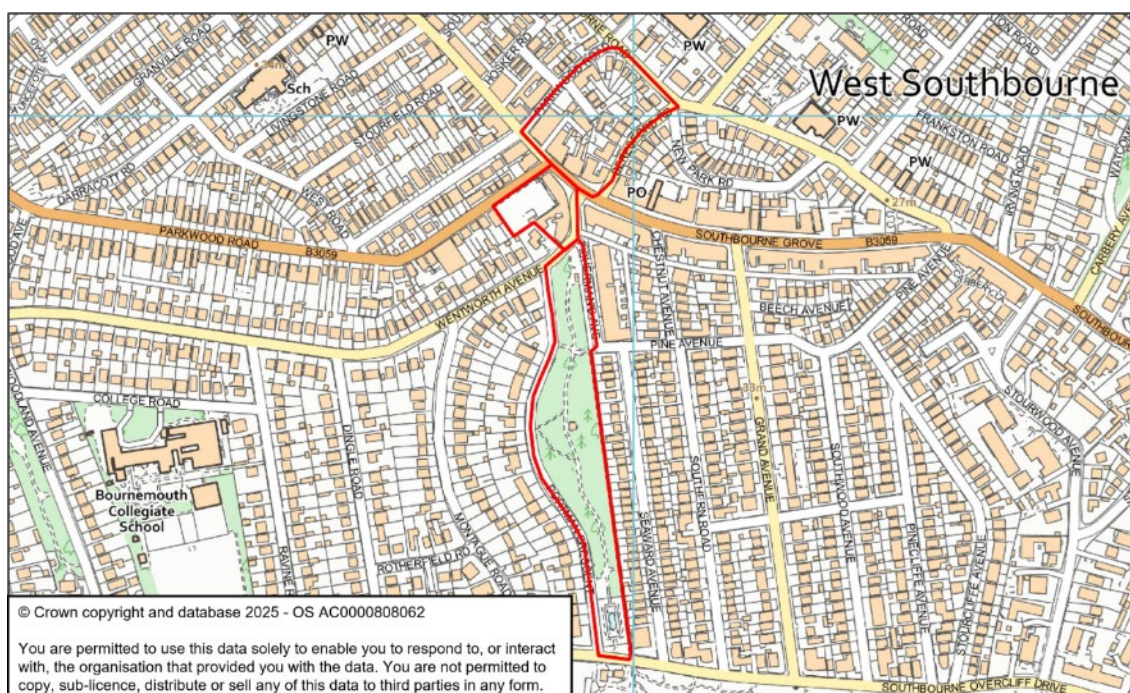 PW
GRANVILLE ROAD
Sch
LIVINGSTONE ROAD
STOURFIELD ROAD
DARRACOTT RD
WEST ROAD
PARKWOOD ROAD
B3059
PW
West Southbourne
PW
FRANKSTON ROAD
PW
IRVING ROAD
NEW PARK RD
PO
27m
SOUTHBOURNE GROVE
B3059
CARBERY AVE
WENTWORTH AVENUE
CHESTNUT AVENUE
PINE AVENUE
BEECH AVENUE
PINE AVENUE
33m
GRAND AVENUE
STOURWOOD AVENUE
COLLEGE ROAD
WOODLAND AVENUE
DINGLE ROAD
Bournemouth
Collegiate
School
MONTAGUE ROAD
ROTHERFIELD RD
SOUTHERN ROAD
SEAWARD AVENUE
SOUTHWOOD AVENUE
PINECLIFFE AVENUE
STOURCLIFFE AVENUE
SOUTHBOURNE OVERCLIFF DRIVE
© Crown copyright and database 2025 - OS AC0000808062
You are permitted to use this data solely to enable you to respond to, or interact
with, the organisation that provided you with the data. You are not permitted to
copy, sub-licence, distribute or sell any of this data to third parties in any form.